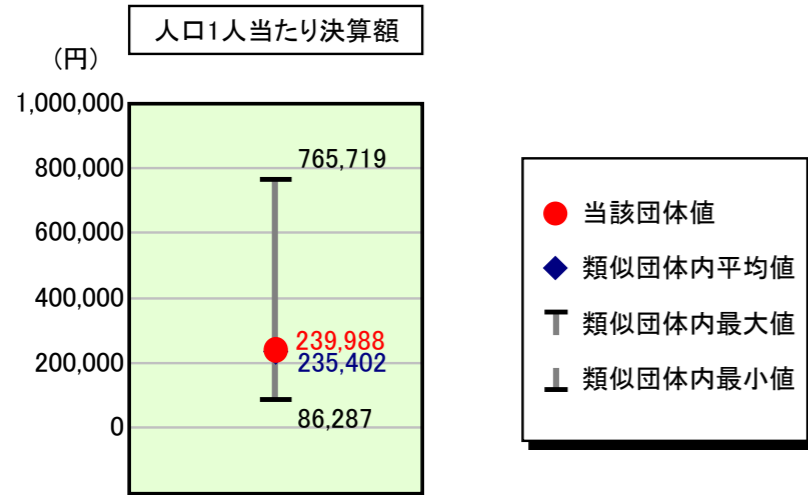 人口1人当たり決算額
（円）
1,000,000
800,000
600,000
400,000
200,000
0
765,719
239,988
235,402
86,287
当該団体値
類似団体内平均値
類似団体内最大値
類似団体内最小値